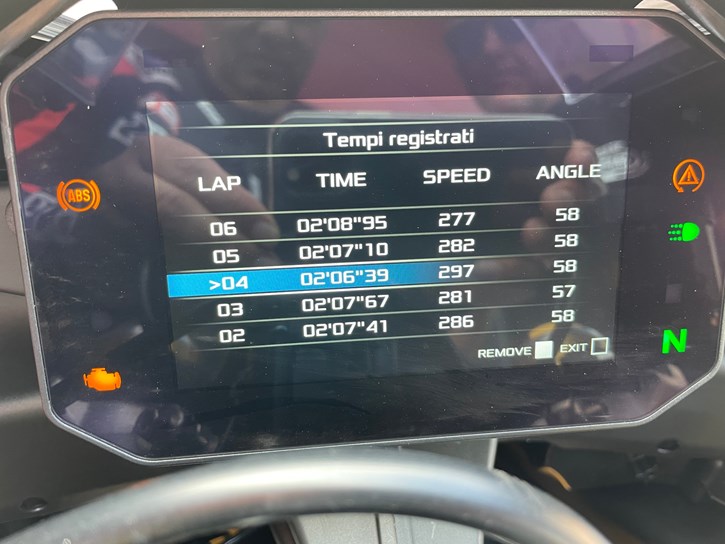 Tempi registrati
LAP TIME SPEED ANGLE
06 02'08"95 277 58
05 02'07"10 282 58
>04 02'06"39 297 58
03 02'07"67 281 57
02 02'07"41 286 58
REMOVE EXIT
ABS
N